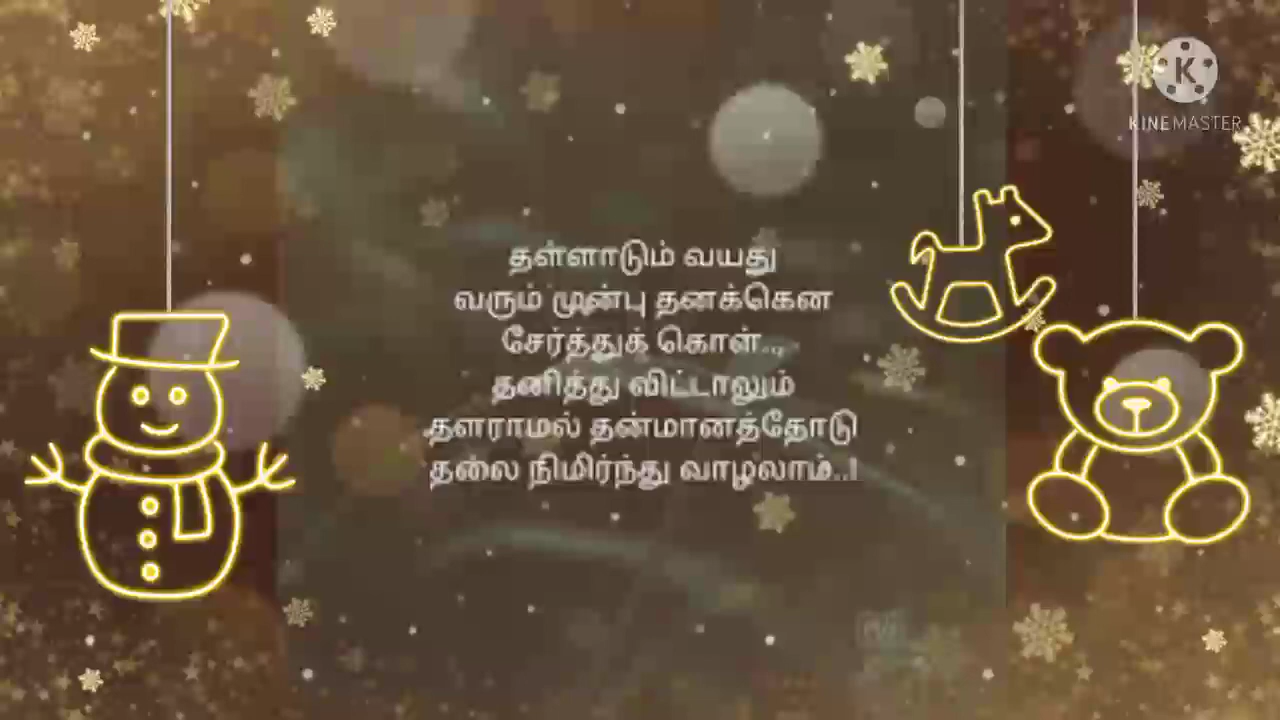 KINEMASTER
தள்ளாடும் வயது
வரும் முன்பு தனக்கென
சேர்த்துக் கொள்...
தனித்து விட்டாலும்
தளராமல் தன்மானத்தோடு
தலை நிமிர்ந்து வாழலாம்..!